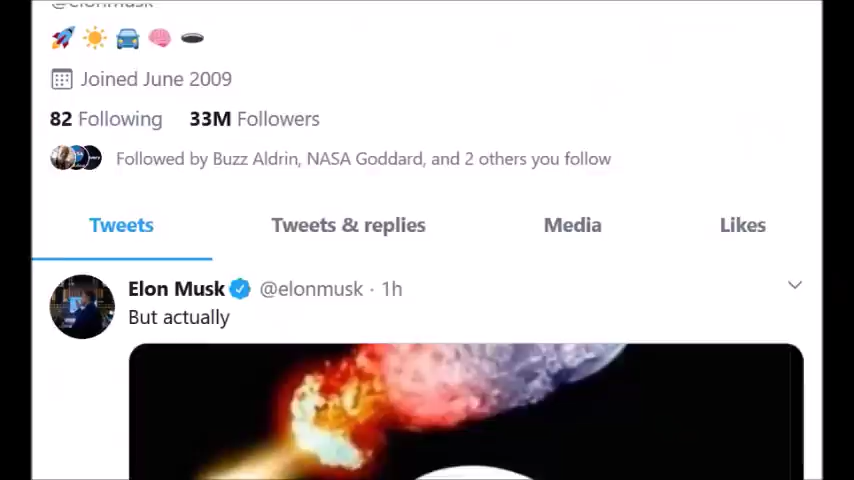 @elonmusk
🚀 ☀️ 🚘 🧠 🕳️
Joined June 2009
82 Following 33M Followers
Followed by Buzz Aldrin, NASA Goddard, and 2 others you follow
Tweets Tweets & replies Media Likes
Elon Musk @elonmusk · 1h
But actually